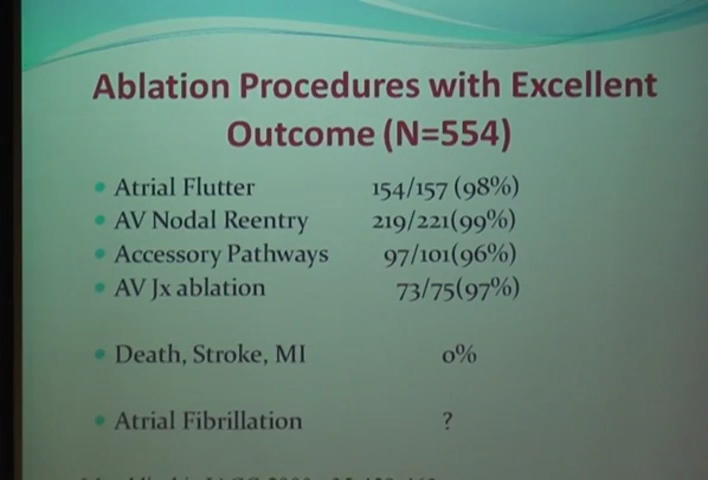 Ablation Procedures with Excellent
Outcome (N=554)
• Atrial Flutter 154/157 (98%)
• AV Nodal Reentry 219/221(99%)
• Accessory Pathways 97/101(96%)
• AV Jx ablation 73/75(97%)
• Death, Stroke, MI 0%
• Atrial Fibrillation ?